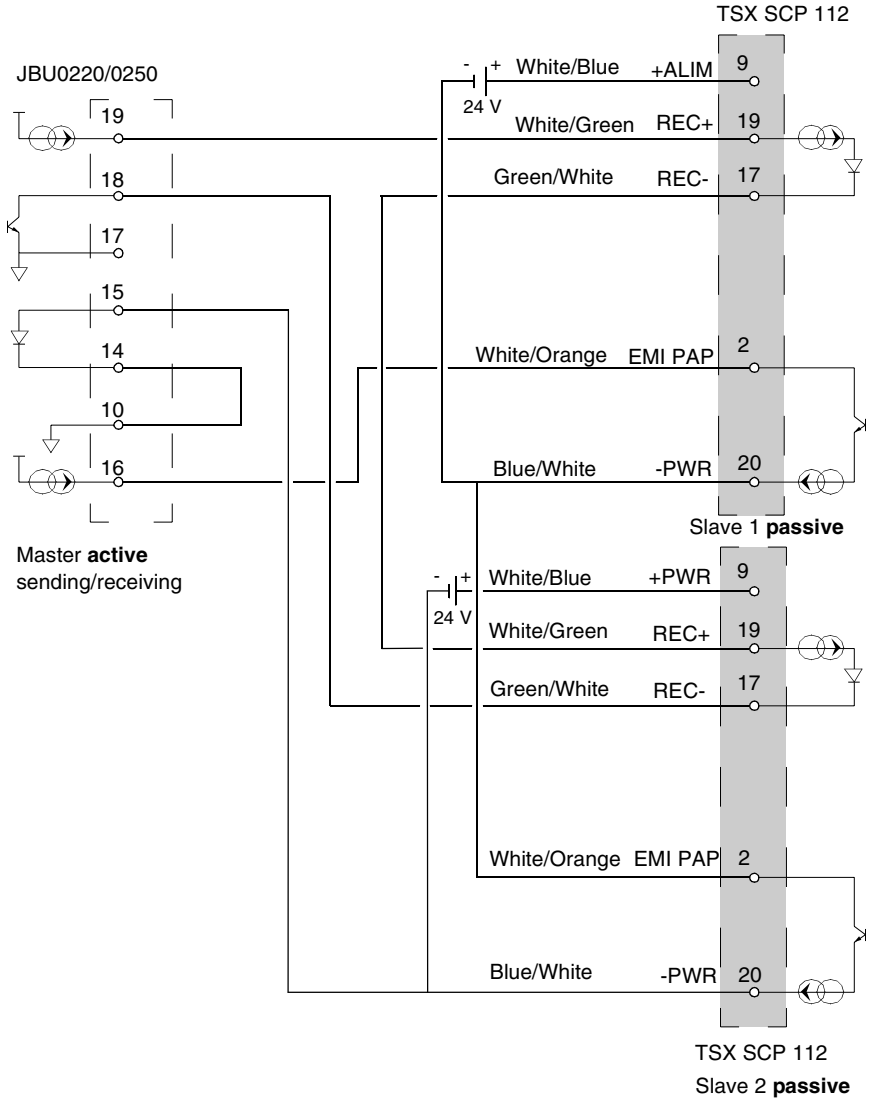 TSX SCP 112
JBU0220/0250
19
18
17
15
14
10
16
Master active
sending/receiving
- + White/Blue +ALIM 9
24 V
White/Green REC+ 19
Green/White REC- 17
White/Orange EMI PAP 2
Blue/White -PWR 20
Slave 1 passive
- + White/Blue +PWR 9
24 V
White/Green REC+ 19
Green/White REC- 17
White/Orange EMI PAP 2
Blue/White -PWR 20
TSX SCP 112
Slave 2 passive